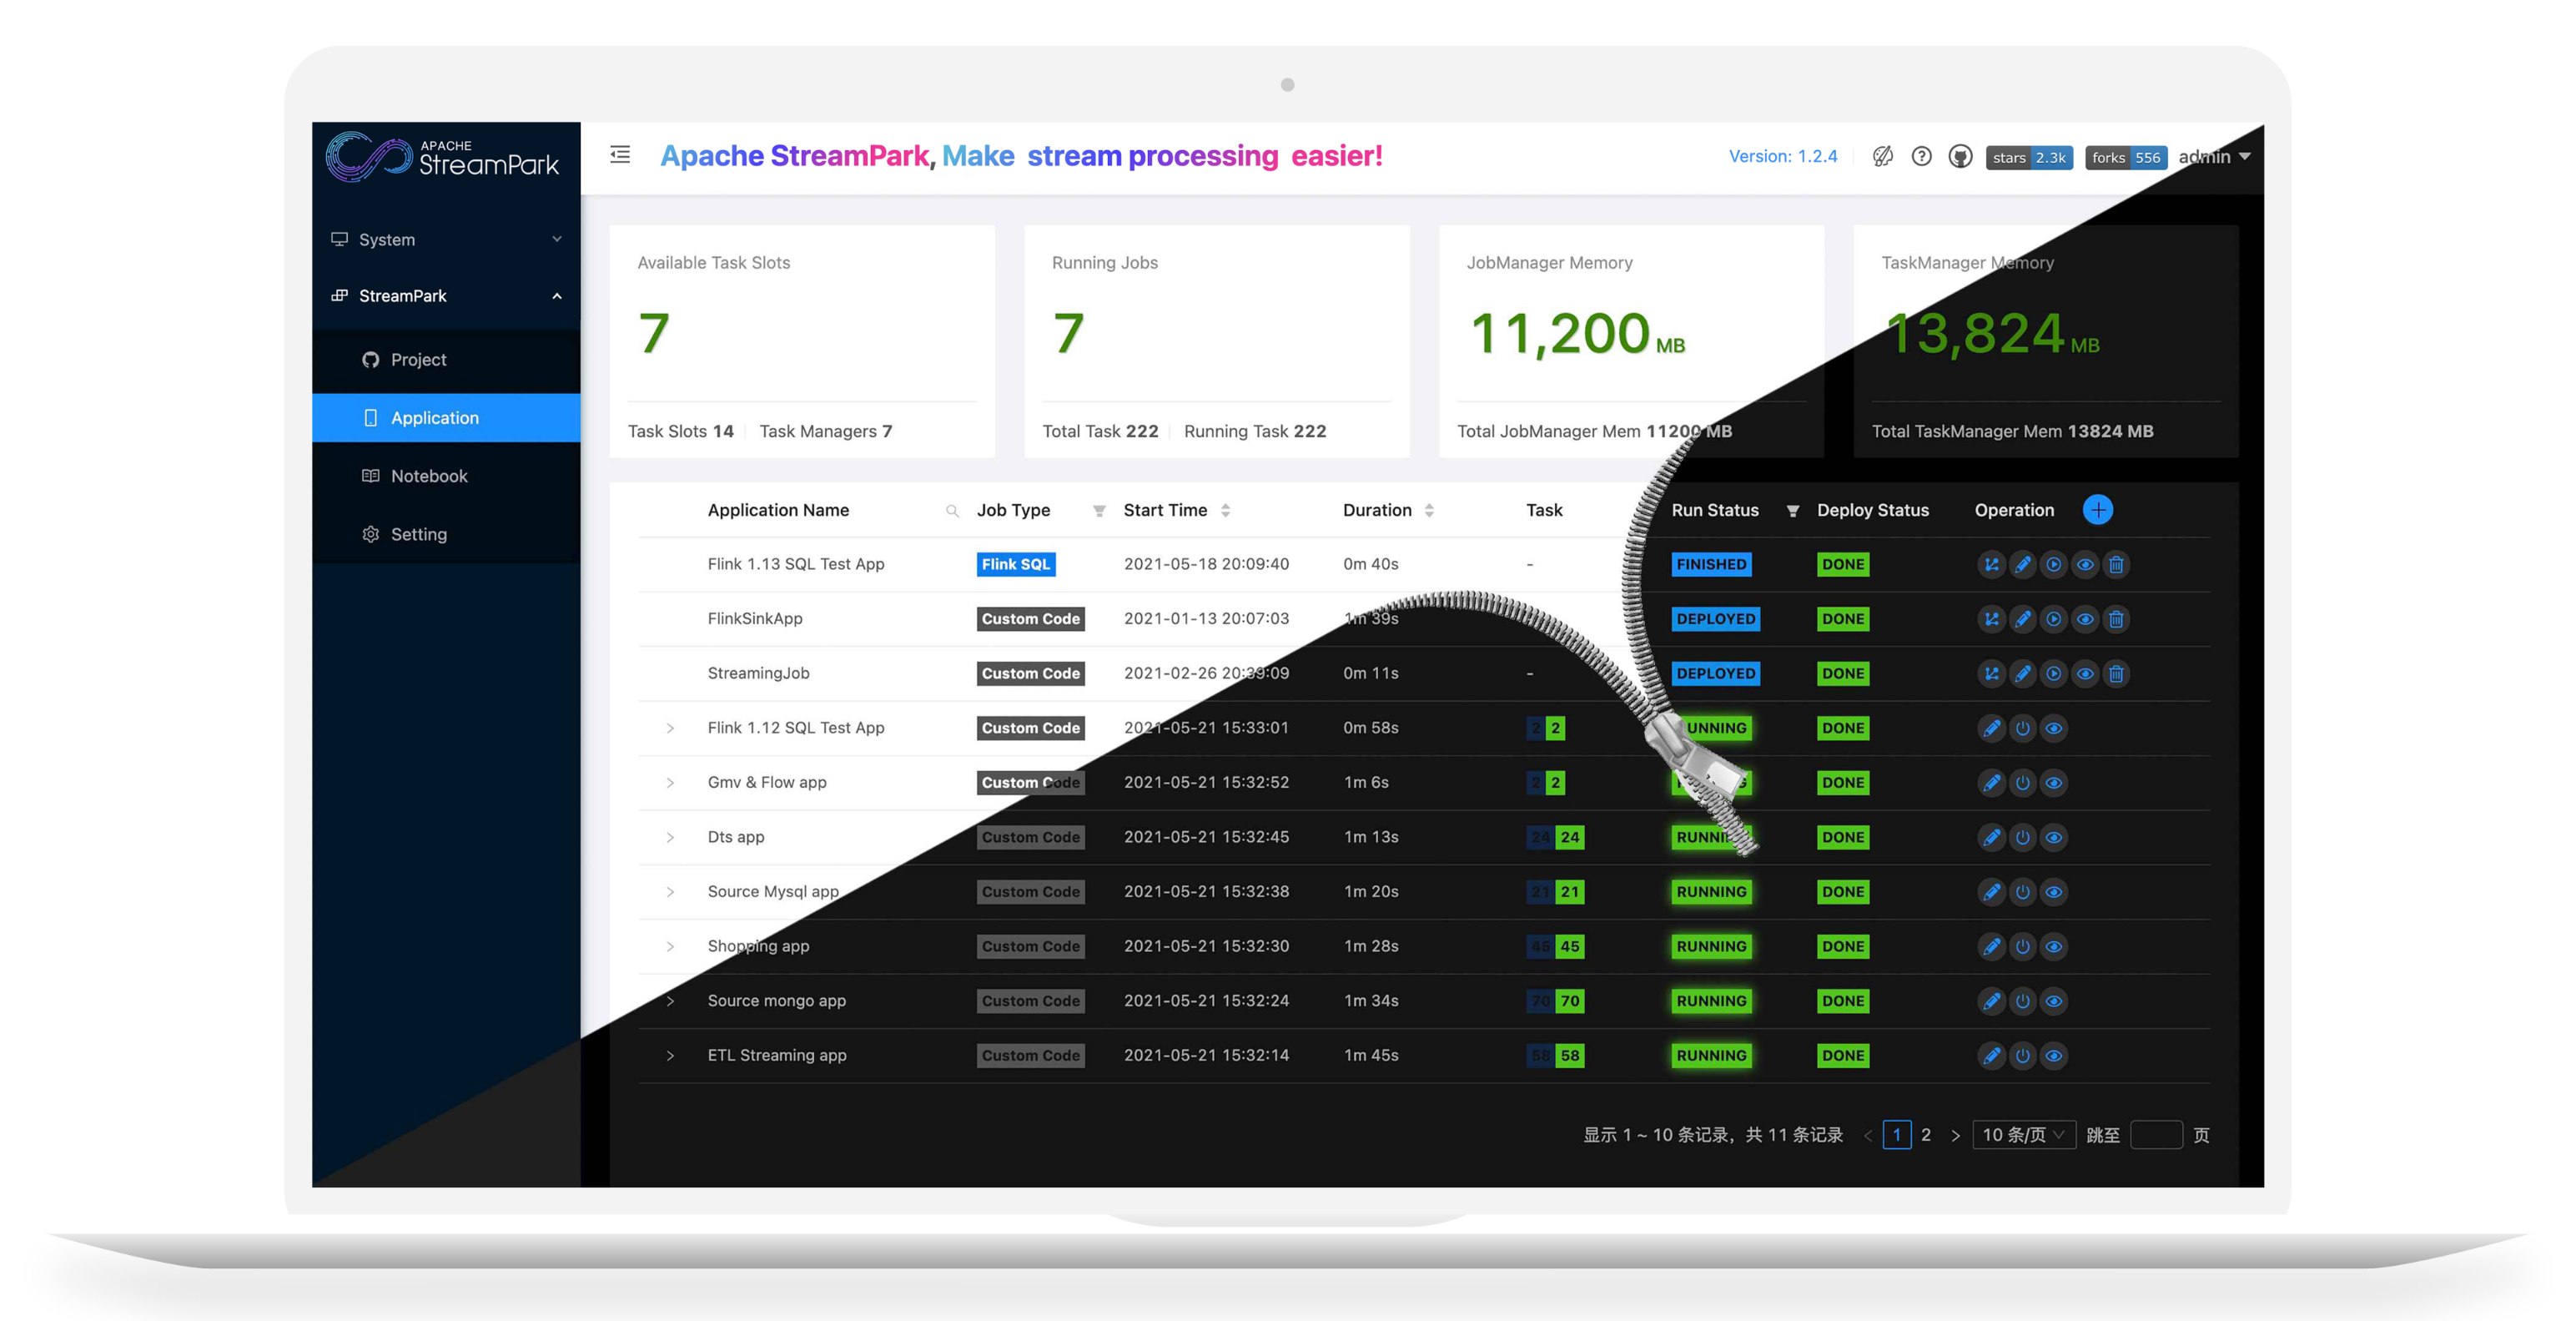 APACHE
StreamPark
Apache StreamPark, Make stream processing easier!
Version: 1.2.4
stars 2.3k
forks 556
admin
System
StreamPark
Project
Application
Notebook
Setting
Available Task Slots
7
Task Slots 14 Task Managers 7
Running Jobs
7
Total Task 222 Running Task 222
JobManager Memory
11,200 MB
Total JobManager Mem 11200 MB
TaskManager Memory
13,824 MB
Total TaskManager Mem 13824 MB
Application Name Job Type Start Time Duration Task Run Status Deploy Status Operation
Flink 1.13 SQL Test App Flink SQL 2021-05-18 20:09:40 0m 40s - FINISHED DONE
FlinkSinkApp Custom Code 2021-01-13 20:07:03 1m 39s DEPLOYED DONE
StreamingJob Custom Code 2021-02-26 20:39:09 0m 11s - DEPLOYED DONE
Flink 1.12 SQL Test App Custom Code 2021-05-21 15:33:01 0m 58s 2 2 UNNING DONE
Gmv & Flow app Custom Code 2021-05-21 15:32:52 1m 6s 2 2 DONE
Dts app Custom Code 2021-05-21 15:32:45 1m 13s 24 24 RUNNING DONE
Source Mysql app Custom Code 2021-05-21 15:32:38 1m 20s 21 21 RUNNING DONE
Shopping app Custom Code 2021-05-21 15:32:30 1m 28s 45 45 RUNNING DONE
Source mongo app Custom Code 2021-05-21 15:32:24 1m 34s 70 70 RUNNING DONE
ETL Streaming app Custom Code 2021-05-21 15:32:14 1m 45s 58 58 RUNNING DONE
显示 1 ~ 10 条记录，共 11 条记录 < 1 2 > 10 条/页 跳至 页